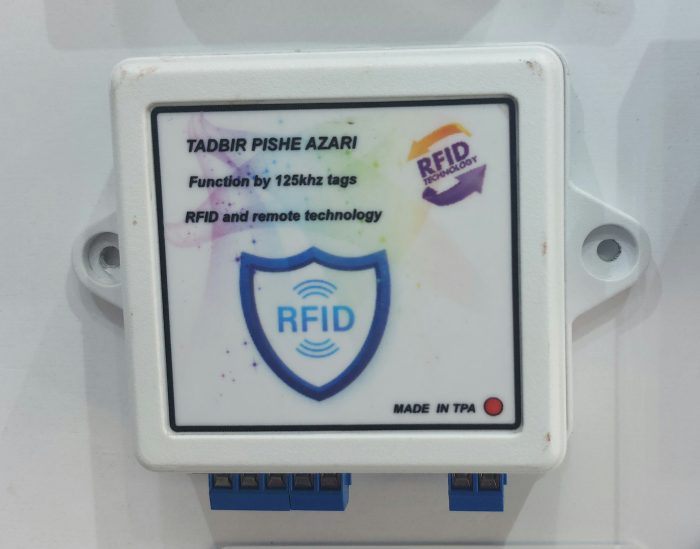 TADBIR PISHE AZARI
RFID
TECHNOLOGY
Function by 125khz tags
RFID and remote technology
RFID
MADE IN TPA